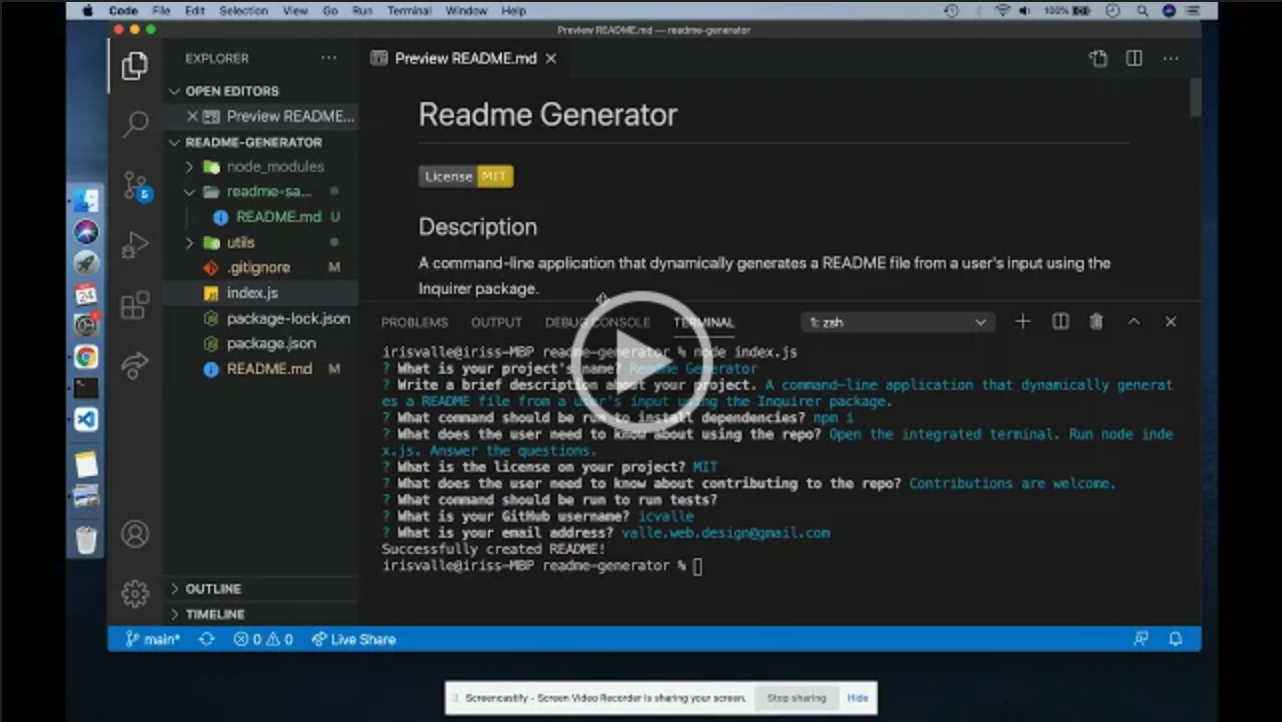 Code File Edit Selection View Go Run Terminal Window Help 100%
Preview README.md — readme-generator
EXPLORER
Preview README.md
OPEN EDITORS
Preview README...
README-GENERATOR
node_modules
readme-sa...
README.md U
utils
.gitignore M
index.js
package-lock.json
package.json
README.md M
OUTLINE
TIMELINE
5
24
Readme Generator
License MIT
Description
A command-line application that dynamically generates a README file from a user's input using the
Inquirer package.
PROBLEMS OUTPUT DEBUG CONSOLE TERMINAL 1: zsh
irisvalle@iriss-MBP readme-generator % node index.js
? What is your project's name? Readme Generator
? Write a brief description about your project. A command-line application that dynamically generat
es a README file from a user's input using the Inquirer package.
? What command should be run to install dependencies? npm i
? What does the user need to know about using the repo? Open the integrated terminal. Run node inde
x.js. Answer the questions.
? What is the license on your project? MIT
? What does the user need to know about contributing to the repo? Contributions are welcome.
? What command should be run to run tests?
? What is your GitHub username? icvalle
? What is your email address? valle.web.design@gmail.com
Successfully created README!
irisvalle@iriss-MBP readme-generator %
main* 0 0 Live Share
Screencastify - Screen Video Recorder is sharing your screen. Stop sharing Hide